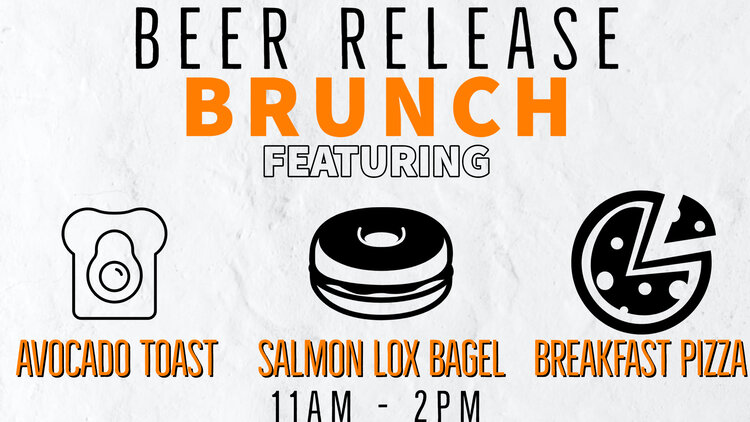 BEER RELEASE
BRUNCH
FEATURING
AVOCADO TOAST SALMON LOX BAGEL BREAKFAST PIZZA
11AM - 2PM